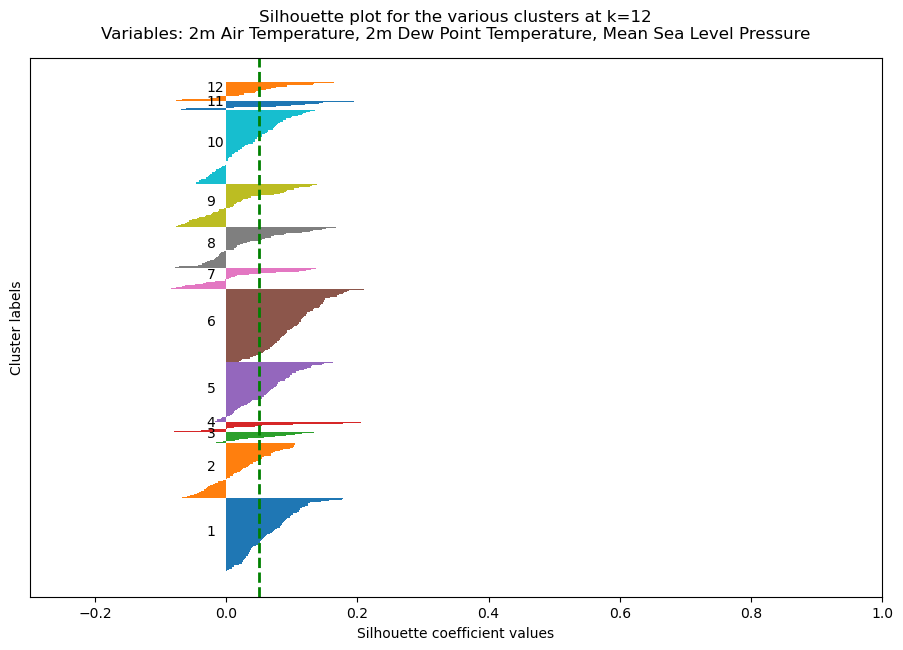 Silhouette plot for the various clusters at k=12
Variables: 2m Air Temperature, 2m Dew Point Temperature, Mean Sea Level Pressure
Cluster labels
12
11
10
9
8
7
6
5
4
3
2
1
−0.2 0.0 0.2 0.4 0.6 0.8 1.0
Silhouette coefficient values